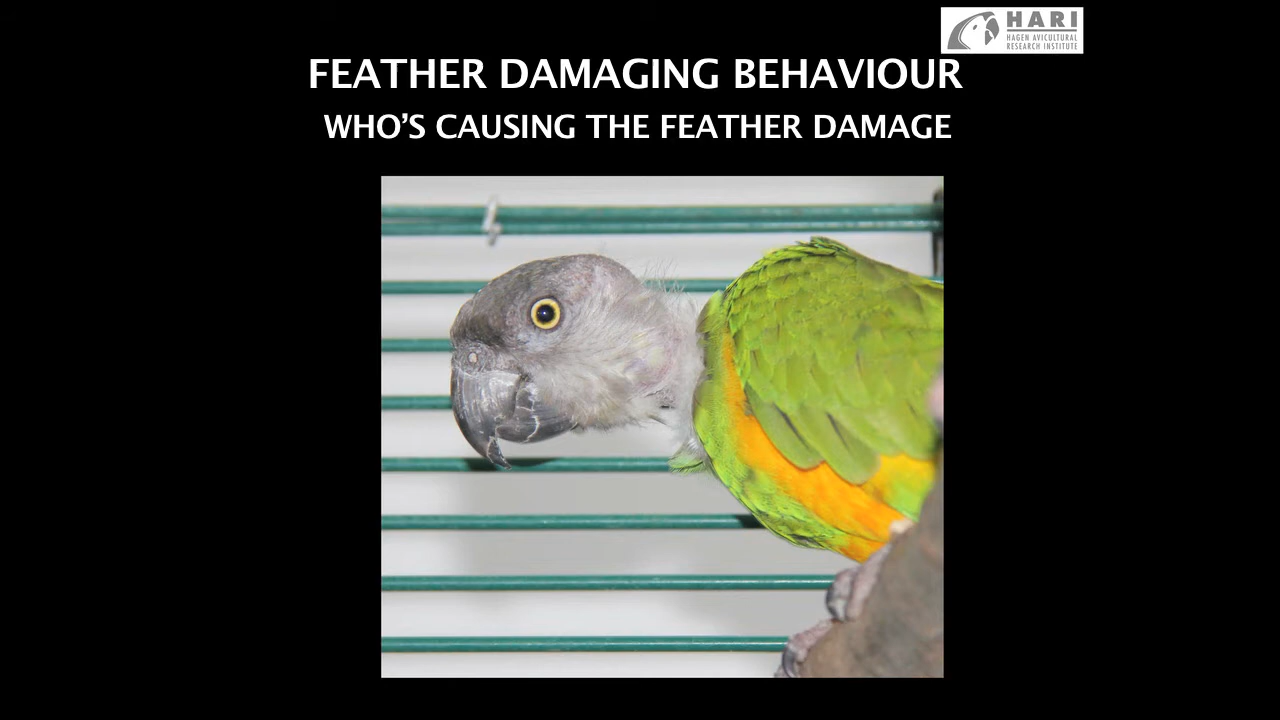 HARI
HAGEN AVICULTURAL
RESEARCH INSTITUTE
FEATHER DAMAGING BEHAVIOUR
WHO'S CAUSING THE FEATHER DAMAGE